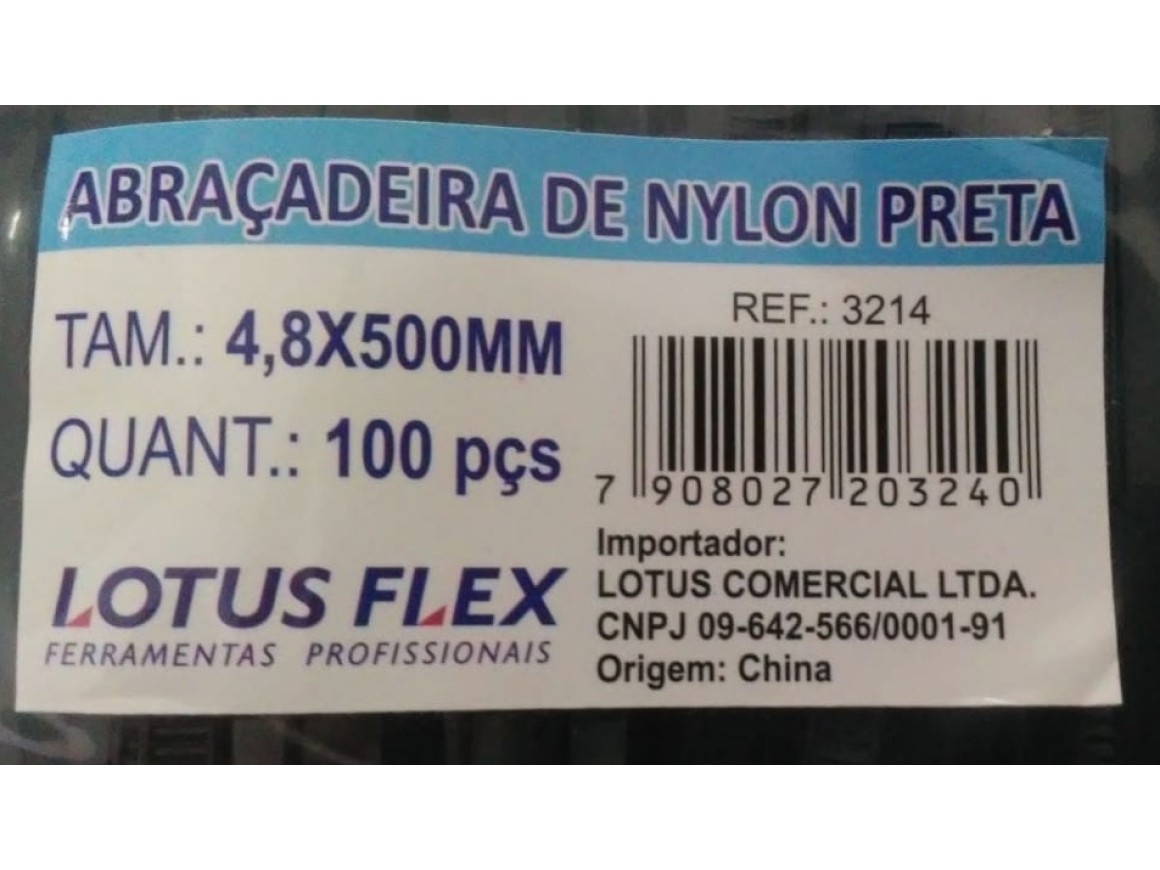 ABRAÇADEIRA DE NYLON PRETA
TAM.: 4,8X500MM
QUANT.: 100 pçs
LOTUS FLEX
FERRAMENTAS PROFISSIONAIS
REF.: 3214
7 908027 203240
Importador:
LOTUS COMERCIAL LTDA.
CNPJ 09-642-566/0001-91
Origem: China